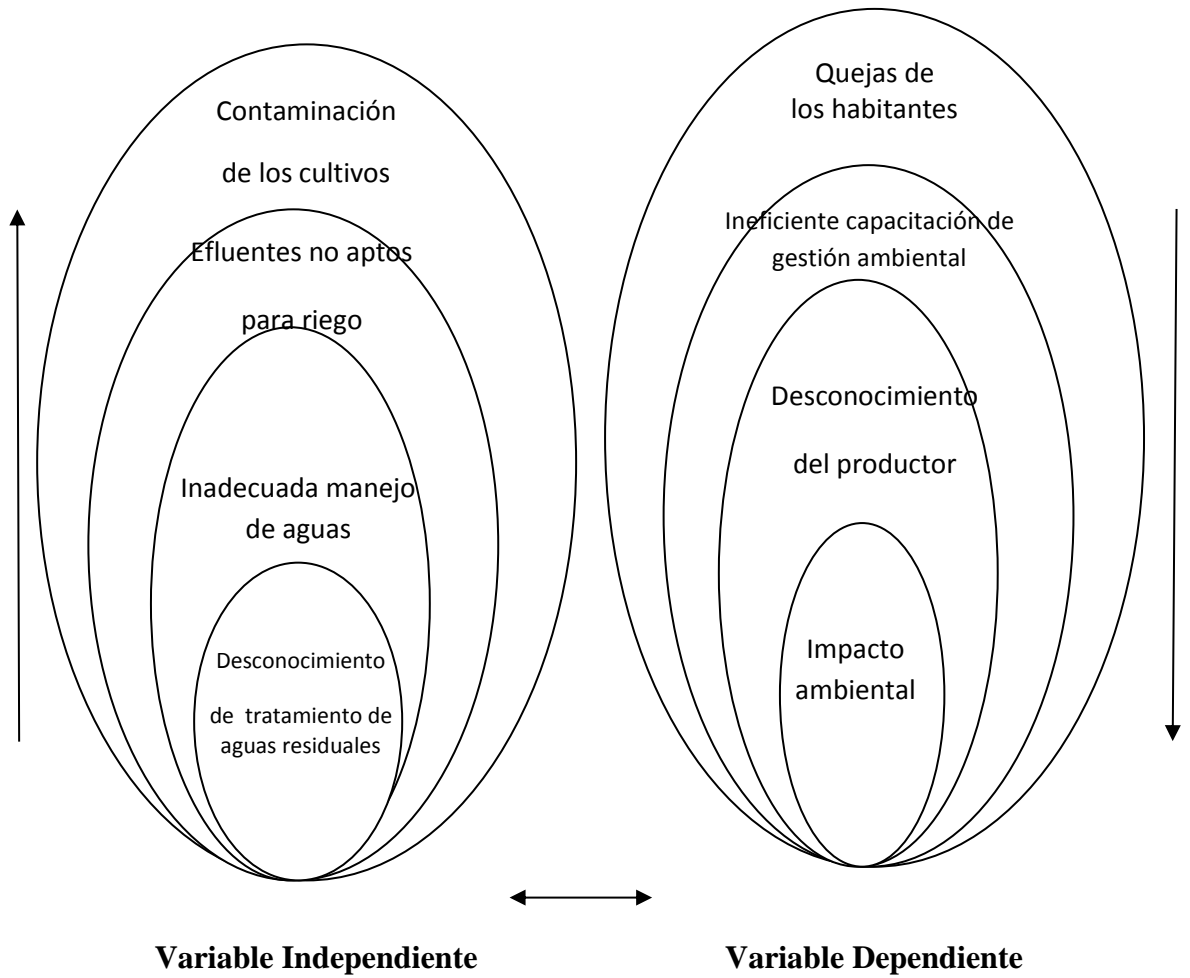 Contaminación
de los cultivos
Efluentes no aptos
para riego
Inadecuada manejo
de aguas
Desconocimiento
de tratamiento de
aguas residuales
Quejas de
los habitantes
Ineficiente capacitación de
gestión ambiental
Desconocimiento
del productor
Impacto
ambiental
Variable Independiente
Variable Dependiente